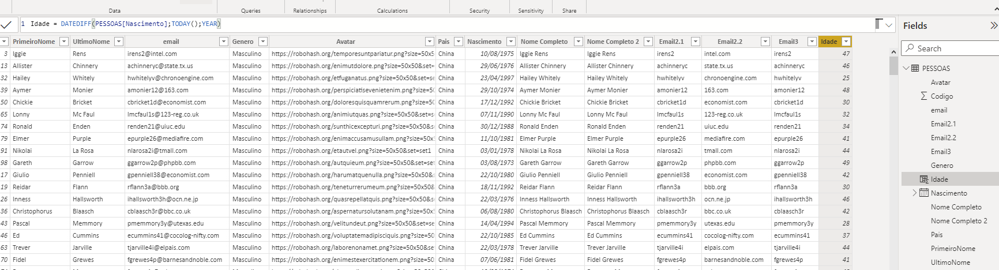 Data Queries Relationships Calculations Security Sensitivity Share
1 Idade = DATEDIFF(PESSOAS[Nascimento];TODAY();YEAR)
Fields
Search
PrimeiroNome UltimoNome email Genero Avatar Pais Nascimento Nome Completo Nome Completo 2 Email2.1 Email2.2 Email3 Idade
3 Iggie Rens irens2@intel.com Masculino https://robohash.org/temporesuntpariatur.png?size=50x5 China 10/08/1975 Iggie Rens Iggie Rens irens2 intel.com irens2 47
13 Allister Chinnery achinneryc@state.tx.us Masculino https://robohash.org/enimutdolore.png?size=50x50&set= China 29/06/1976 Allister Chinnery Allister Chinnery achinneryc state.tx.us achinneryc 46
32 Hailey Whitely hwhitelyv@chronoengine.com Masculino https://robohash.org/etfuganatus.png?size=50x50&set=s China 23/04/1997 Hailey Whitely Hailey Whitely hwhitelyv chronoengine.com hwhitelyv 25
39 Aymer Monier amonier12@163.com Masculino https://robohash.org/perspiciatisevenietenim.png?size=50 China 29/10/1974 Aymer Monier Aymer Monier amonier12 163.com amonier12 48
50 Chickie Bricket cbricket1d@economist.com Masculino https://robohash.org/doloresquisquamrerum.png?size=50 China 17/12/1992 Chickie Bricket Chickie Bricket cbricket1d economist.com cbricket1d 30
65 Lonny Mc Faul lmcfaul1s@123-reg.co.uk Masculino https://robohash.org/animiutquas.png?size=50x50&set=s China 07/11/1990 Lonny Mc Faul Lonny Mc Faul lmcfaul1s 123-reg.co.uk lmcfaul1s 32
74 Ronald Enden renden21@uiuc.edu Masculino https://robohash.org/sunthicexcepturi.png?size=50x50&s China 30/12/1988 Ronald Enden Ronald Enden renden21 uiuc.edu renden21 34
79 Elmer Purple epurple26@mediafire.com Masculino https://robohash.org/enimaccusamusullam.png?size=50x5 China 11/10/1981 Elmer Purple Elmer Purple epurple26 mediafire.com epurple26 41
91 Nikolai La Rosa nlarosa2i@tmall.com Masculino https://robohash.org/etautvel.png?size=50x50&set=set1 China 03/01/1978 Nikolai La Rosa Nikolai La Rosa nlarosa2i tmall.com nlarosa2i 44
98 Gareth Garrow ggarrow2p@phpbb.com Masculino https://robohash.org/autquieum.png?size=50x50&set=se China 03/08/1973 Gareth Garrow Gareth Garrow ggarrow2p phpbb.com ggarrow2p 49
17 Giulio Penniell gpenniell38@economist.com Masculino https://robohash.org/harumatquenulla.png?size=50x50& China 22/10/1980 Giulio Penniell Giulio Penniell gpenniell38 economist.com gpenniell38 42
19 Reidar Flann rflann3a@bbb.org Masculino https://robohash.org/teneturrerumeum.png?size=50x50& China 18/11/1992 Reidar Flann Reidar Flann rflann3a bbb.org rflann3a 30
26 Inness Hallsworth ihallsworth3h@ocn.ne.jp Masculino https://robohash.org/quasrepellatquis.png?size=50x50&s China 22/03/1976 Inness Hallsworth Inness Hallsworth ihallsworth3h ocn.ne.jp ihallsworth3h 46
36 Christophorus Blaasch cblaasch3r@bbc.co.uk Masculino https://robohash.org/aspernatursolutanam.png?size=50x China 06/08/1980 Christophorus Blaasch Christophorus Blaasch cblaasch3r bbc.co.uk cblaasch3r 42
43 Pascal Memmory pmemmory3y@utexas.edu Masculino https://robohash.org/velitundeut.png?size=50x50&set=se China 14/04/1994 Pascal Memmory Pascal Memmory pmemmory3y utexas.edu pmemmory3y 28
46 Ed Cummins ecummins41@cocolog-nifty.com Masculino https://robohash.org/voluptatemadipisciquis.png?size=50 China 22/10/1985 Ed Cummins Ed Cummins ecummins41 cocolog-nifty.com ecummins41 37
63 Trever Jarville tjarville4i@elpais.com Masculino https://robohash.org/laborenonamet.png?size=50x50&set China 22/03/1978 Trever Jarville Trever Jarville tjarville4i elpais.com tjarville4i 44
70 Fidel Grewes fgrewes4p@barnesandnoble.com Masculino https://robohash.org/enimestexercitationem.png?size=50 China 07/06/1981 Fidel Grewes Fidel Grewes fgrewes4p barnesandnoble.com fgrewes4p 41
PESSOAS
Avatar
Codigo
email
Email2.1
Email2.2
Email3
Genero
Idade
Nascimento
Nome Completo
Nome Completo 2
Pais
PrimeiroNome
UltimoNome